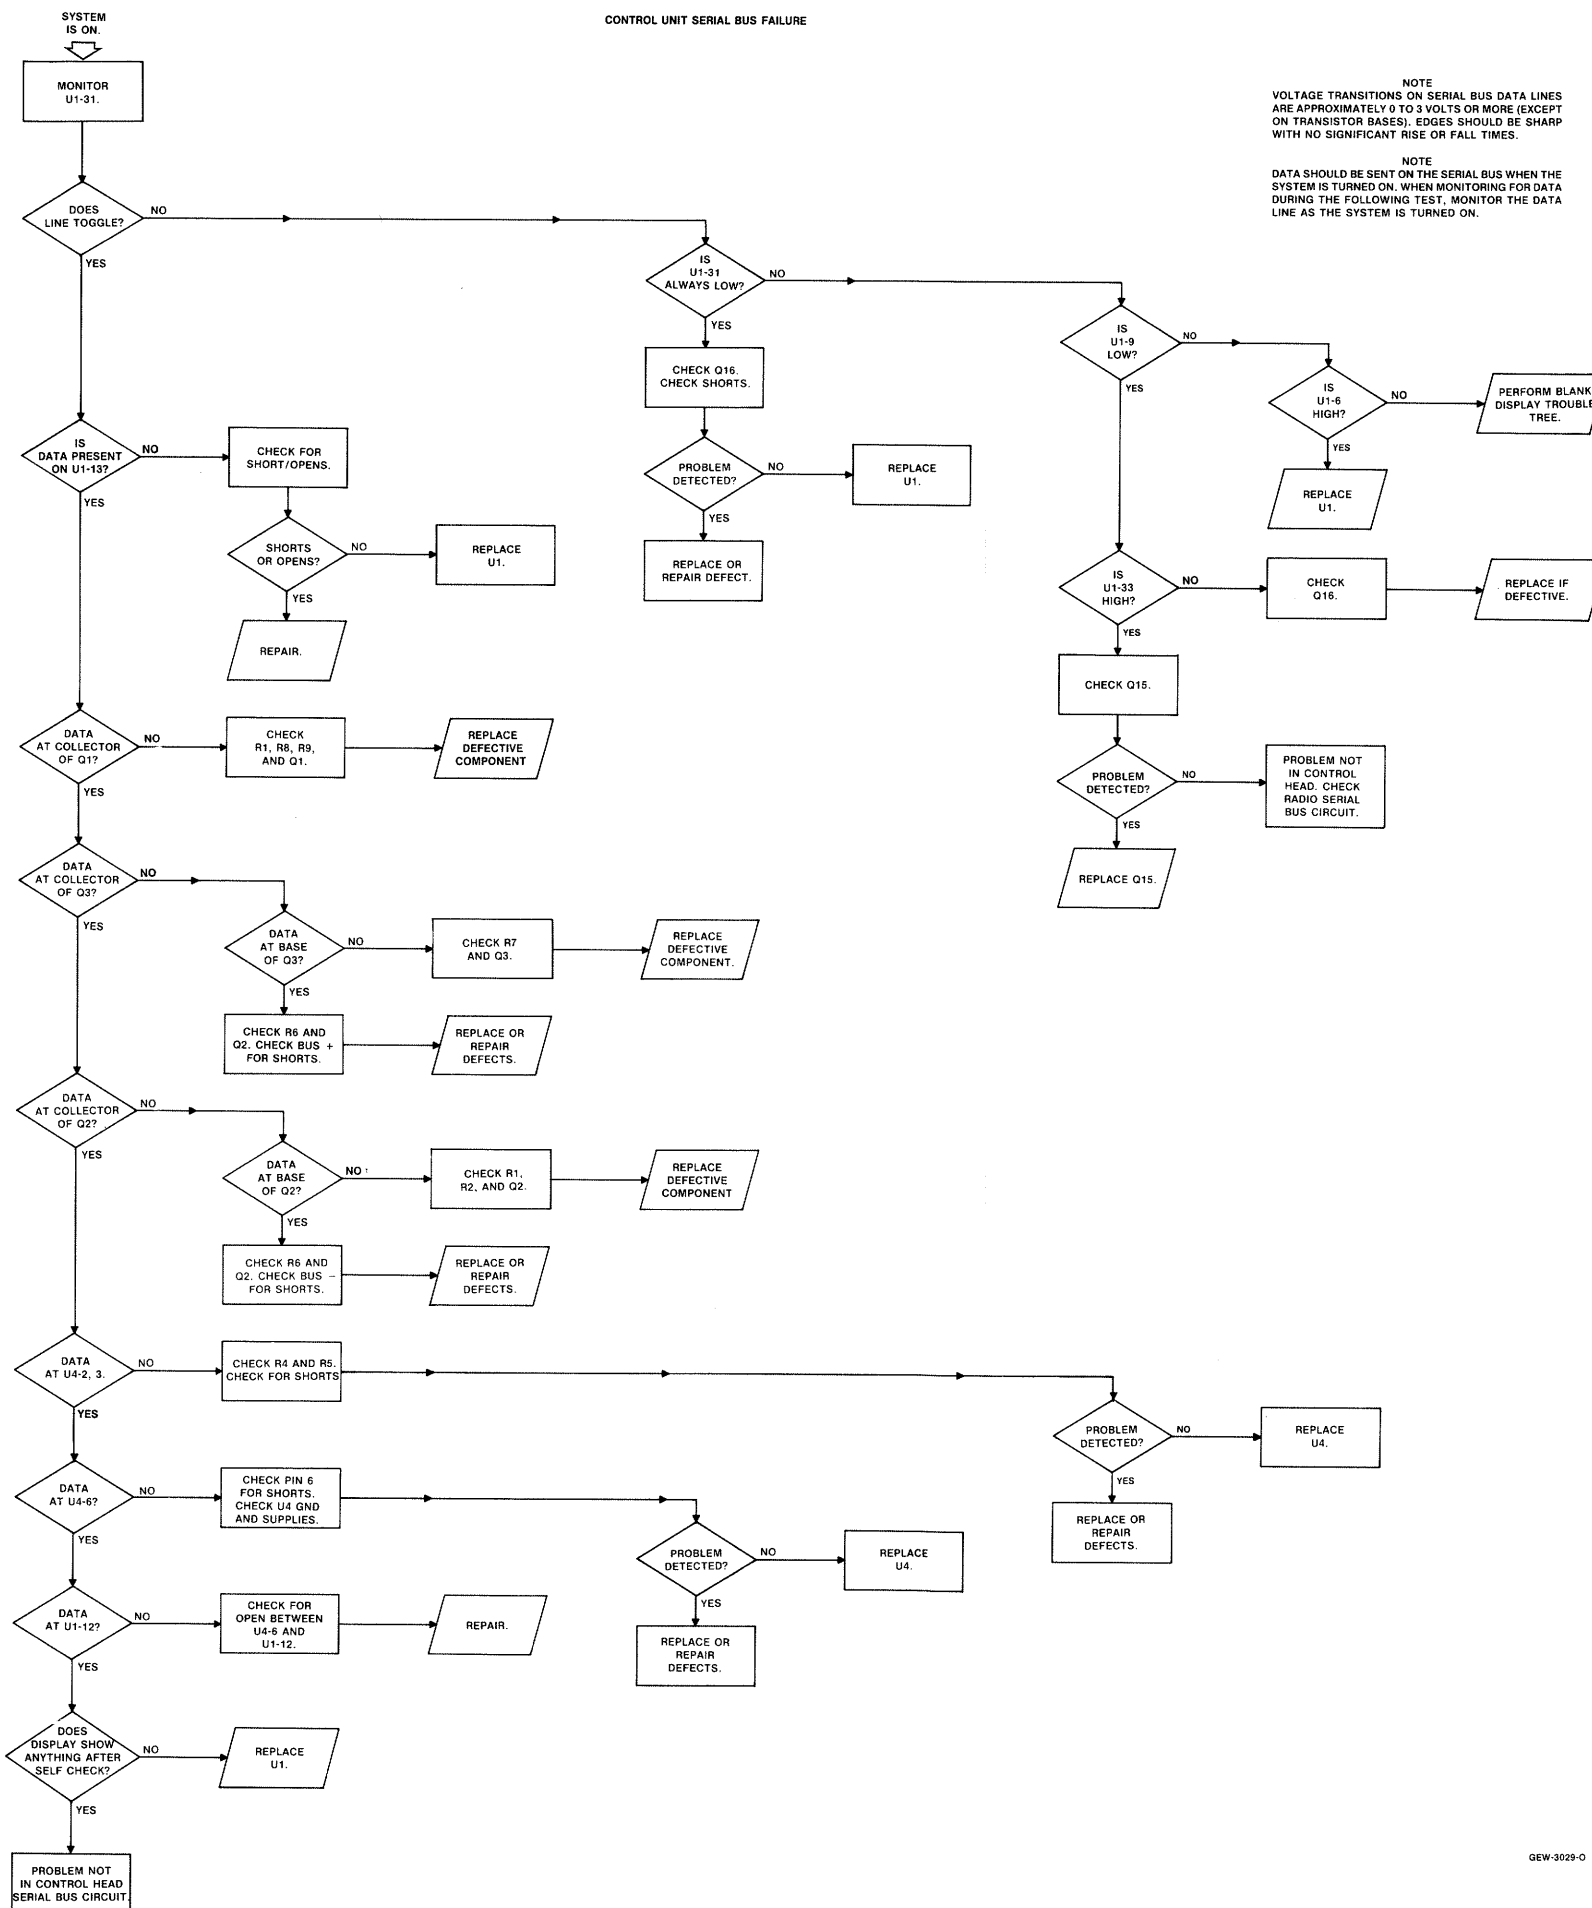 SYSTEM
IS ON.
CONTROL UNIT SERIAL BUS FAILURE
MONITOR
U1-31.
NOTE
VOLTAGE TRANSITIONS ON SERIAL BUS DATA LINES
ARE APPROXIMATELY 0 TO 3 VOLTS OR MORE (EXCEPT
ON TRANSISTOR BASES). EDGES SHOULD BE SHARP
WITH NO SIGNIFICANT RISE OR FALL TIMES.
NOTE
DATA SHOULD BE SENT ON THE SERIAL BUS WHEN THE
SYSTEM IS TURNED ON. WHEN MONITORING FOR DATA
DURING THE FOLLOWING TEST, MONITOR THE DATA
LINE AS THE SYSTEM IS TURNED ON.
DOES
LINE TOGGLE?
NO
YES
IS
U1-31
ALWAYS LOW?
NO
YES
IS
U1-9
LOW?
NO
YES
CHECK Q16.
CHECK SHORTS.
IS
U1-6
HIGH?
NO
YES
PERFORM BLANK
DISPLAY TROUBLE
TREE.
IS
DATA PRESENT
ON U1-13?
NO
YES
CHECK FOR
SHORT/OPENS.
PROBLEM
DETECTED?
NO
YES
REPLACE
U1.
REPLACE
U1.
SHORTS
OR OPENS?
NO
YES
REPLACE
U1.
REPLACE OR
REPAIR DEFECT.
IS
U1-33
HIGH?
NO
YES
CHECK
Q16.
REPLACE IF
DEFECTIVE.
REPAIR.
CHECK Q15.
DATA
AT COLLECTOR
OF Q1?
NO
YES
CHECK
R1, R8, R9,
AND Q1.
REPLACE
DEFECTIVE
COMPONENT
PROBLEM
DETECTED?
NO
YES
PROBLEM NOT
IN CONTROL
HEAD. CHECK
RADIO SERIAL
BUS CIRCUIT.
REPLACE Q15.
DATA
AT COLLECTOR
OF Q3?
NO
YES
DATA
AT BASE
OF Q3?
NO
YES
CHECK R7
AND Q3.
REPLACE
DEFECTIVE
COMPONENT.
CHECK R6 AND
Q2. CHECK BUS +
FOR SHORTS.
REPLACE OR
REPAIR
DEFECTS.
DATA
AT COLLECTOR
OF Q2?
NO
YES
DATA
AT BASE
OF Q2?
NO
YES
CHECK R1,
R2, AND Q2.
REPLACE
DEFECTIVE
COMPONENT
CHECK R6 AND
Q2. CHECK BUS −
FOR SHORTS.
REPLACE OR
REPAIR
DEFECTS.
DATA
AT U4-2, 3.
NO
YES
CHECK R4 AND R5.
CHECK FOR SHORTS
PROBLEM
DETECTED?
NO
YES
REPLACE
U4.
REPLACE OR
REPAIR
DEFECTS.
DATA
AT U4-6?
NO
YES
CHECK PIN 6
FOR SHORTS.
CHECK U4 GND
AND SUPPLIES.
PROBLEM
DETECTED?
NO
YES
REPLACE
U4.
REPLACE OR
REPAIR
DEFECTS.
DATA
AT U1-12?
NO
YES
CHECK FOR
OPEN BETWEEN
U4-6 AND
U1-12.
REPAIR.
DOES
DISPLAY SHOW
ANYTHING AFTER
SELF CHECK?
NO
YES
REPLACE
U1.
PROBLEM NOT
IN CONTROL HEAD
SERIAL BUS CIRCUIT.
GEW-3029-O